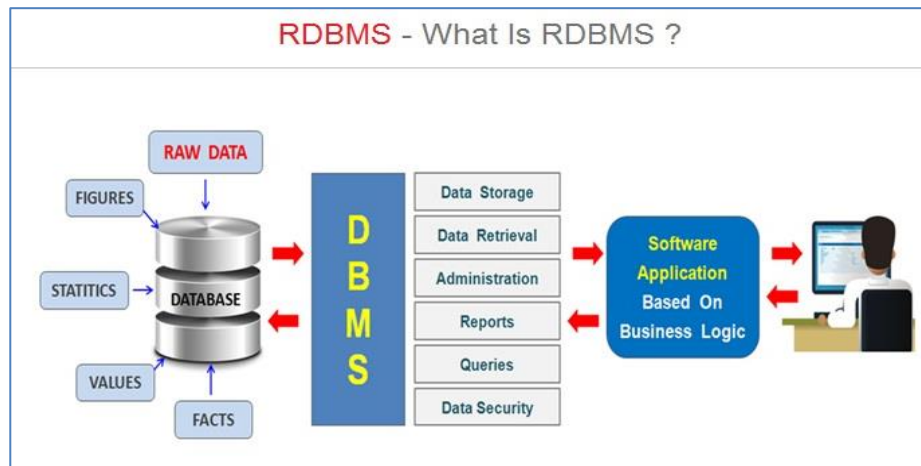 RDBMS - What Is RDBMS ?
RAW DATA
FIGURES
STATITICS
DATABASE
VALUES
FACTS
D
B
M
S
Data Storage
Data Retrieval
Administration
Reports
Queries
Data Security
Software
Application
Based On
Business Logic